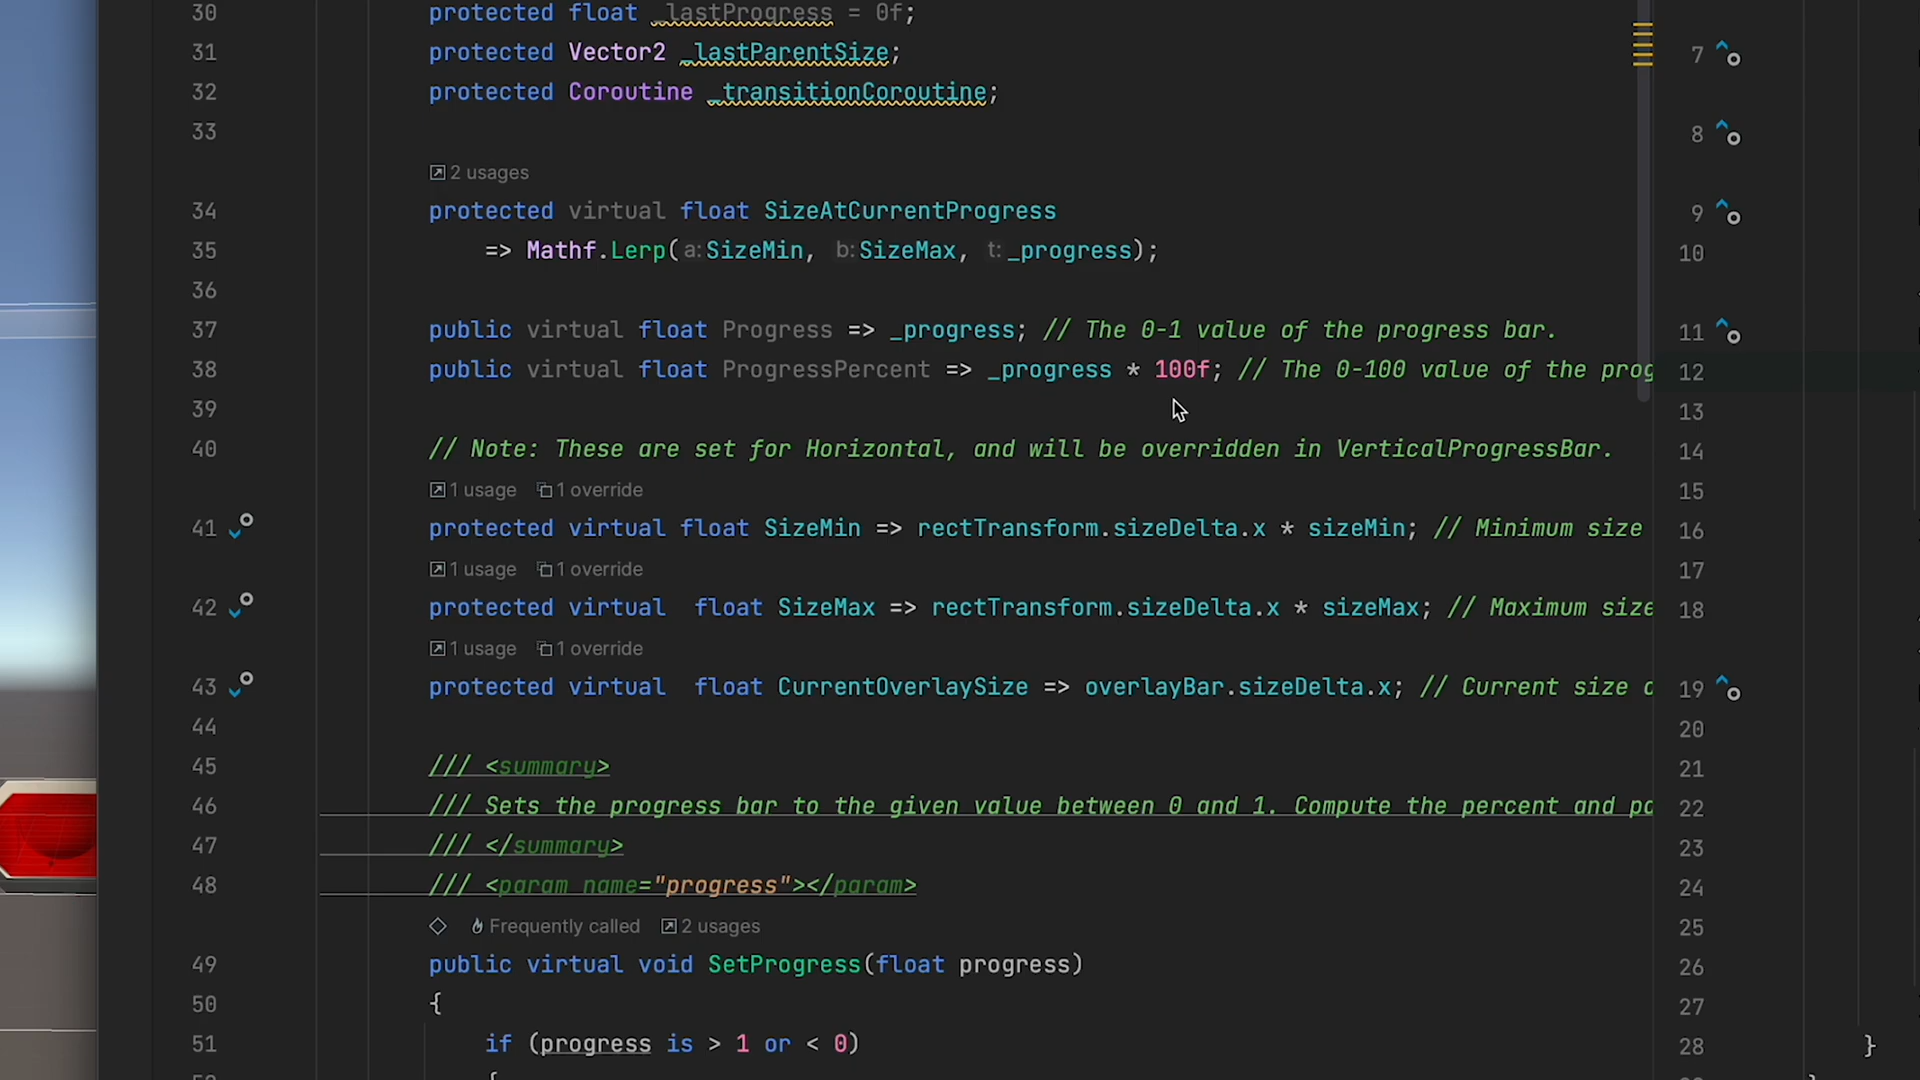 30 protected float _lastProgress = 0f;
31 protected Vector2 _lastParentSize;
32 protected Coroutine _transitionCoroutine;
33
2 usages
34 protected virtual float SizeAtCurrentProgress
35 => Mathf.Lerp(a:SizeMin, b:SizeMax, t:_progress);
36
37 public virtual float Progress => _progress; // The 0-1 value of the progress bar.
38 public virtual float ProgressPercent => _progress * 100f; // The 0-100 value of the prog
39
40 // Note: These are set for Horizontal, and will be overridden in VerticalProgressBar.
1 usage 1 override
41 protected virtual float SizeMin => rectTransform.sizeDelta.x * sizeMin; // Minimum size
1 usage 1 override
42 protected virtual float SizeMax => rectTransform.sizeDelta.x * sizeMax; // Maximum size
1 usage 1 override
43 protected virtual float CurrentOverlaySize => overlayBar.sizeDelta.x; // Current size o
44
45 /// <summary>
46 /// Sets the progress bar to the given value between 0 and 1. Compute the percent and pa
47 /// </summary>
48 /// <param name="progress"></param>
Frequently called 2 usages
49 public virtual void SetProgress(float progress)
50 {
51 if (progress is > 1 or < 0)
{
7
8
9
10
11
12
13
14
15
16
17
18
19
20
21
22
23
24
25
26
27
28 }